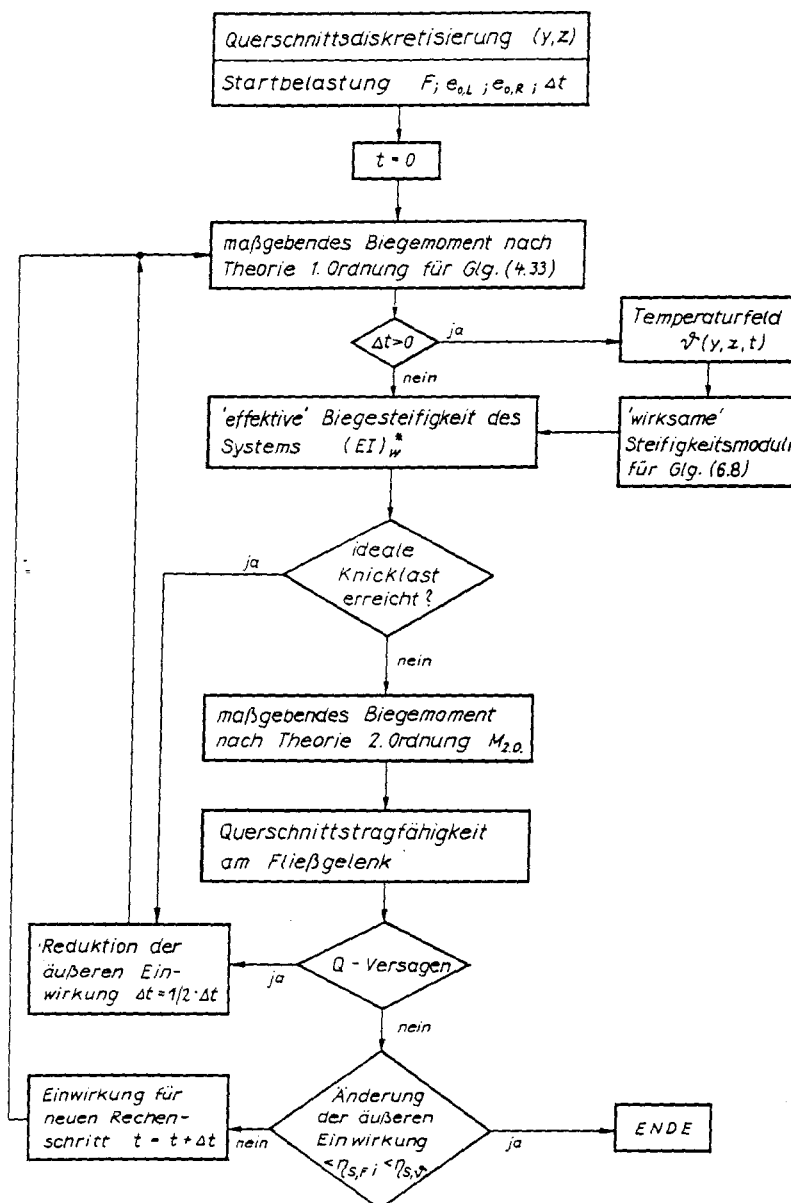 Querschnittsdiskretisierung (y,z)
Startbelastung F; e₀,L ; e₀,R ; Δt
t = 0
maßgebendes Biegemoment nach
Theorie 1. Ordnung für Glg. (4.33)
Δt>0
ja
nein
Temperaturfeld
ϑ(y, z, t)
'effektive' Biegesteifigkeit des
Systems (EI)w*
'wirksame'
Steifigkeitsmoduli
für Glg. (6.8)
ideale
Knicklast
erreicht?
ja
nein
maßgebendes Biegemoment
nach Theorie 2. Ordnung M2.O.
Querschnittstragfähigkeit
am Fließgelenk
Q - Versagen
ja
nein
Reduktion der
äußeren Ein-
wirkung Δt = 1/2 · Δt
Änderung
der äußeren
Einwirkung
<ηS,F ; <ηS,ϑ
nein
ja
Einwirkung für
neuen Rechen-
schritt t = t + Δt
ENDE